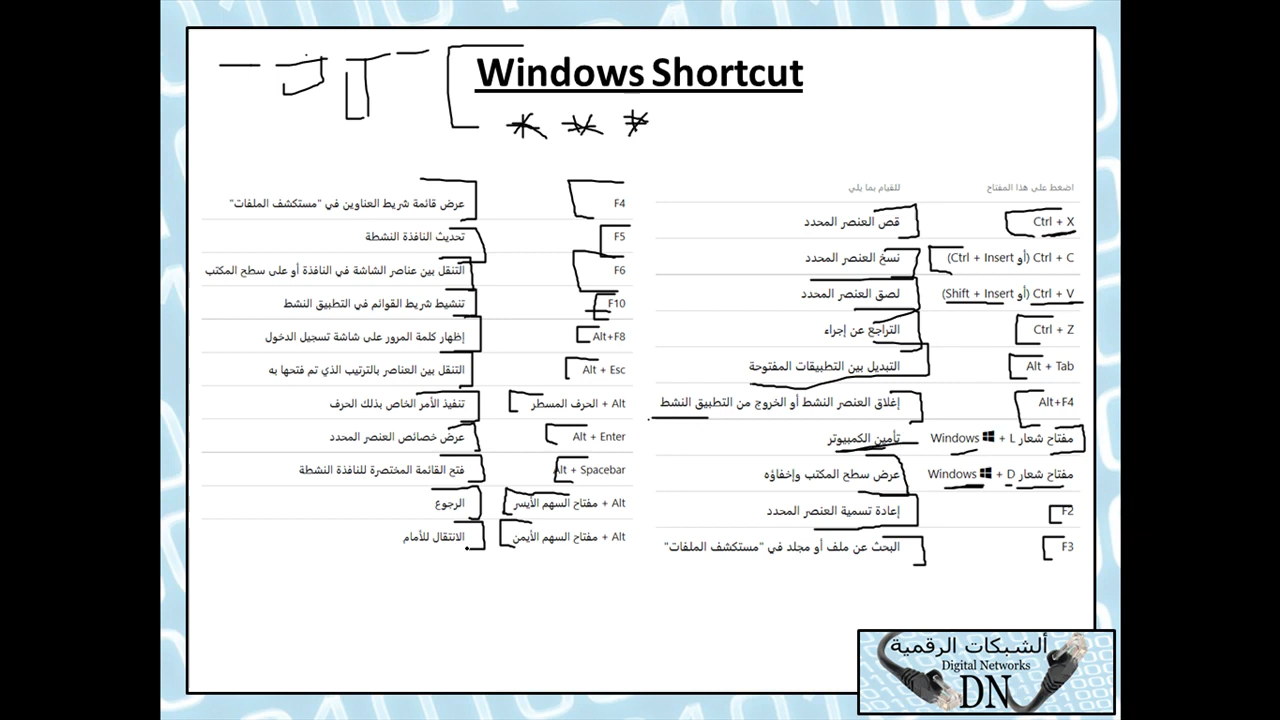 Windows Shortcut
* * *
اضغط على هذا المفتاح للقيام بما يلي
Ctrl + X قص العنصر المحدد
Ctrl + C (أو Ctrl + Insert) نسخ العنصر المحدد
Ctrl + V (أو Shift + Insert) لصق العنصر المحدد
Ctrl + Z التراجع عن إجراء
Alt + Tab التبديل بين التطبيقات المفتوحة
Alt+F4 إغلاق العنصر النشط أو الخروج من التطبيق النشط
مفتاح شعار Windows + L تأمين الكمبيوتر
مفتاح شعار Windows + D عرض سطح المكتب وإخفاؤه
F2 إعادة تسمية العنصر المحدد
F3 البحث عن ملف أو مجلد في "مستكشف الملفات"
F4 عرض قائمة شريط العناوين في "مستكشف الملفات"
F5 تحديث النافذة النشطة
F6 التنقل بين عناصر الشاشة في النافذة أو على سطح المكتب
F10 تنشيط شريط القوائم في التطبيق النشط
Alt+F8 إظهار كلمة المرور على شاشة تسجيل الدخول
Alt + Esc التنقل بين العناصر بالترتيب الذي تم فتحها به
Alt + الحرف المسطر تنفيذ الأمر الخاص بذلك الحرف
Alt + Enter عرض خصائص العنصر المحدد
Alt + Spacebar فتح القائمة المختصرة للنافذة النشطة
Alt + مفتاح السهم الأيسر الرجوع
Alt + مفتاح السهم الأيمن الانتقال للأمام
ألشبكات الرقمية
Digital Networks
DN